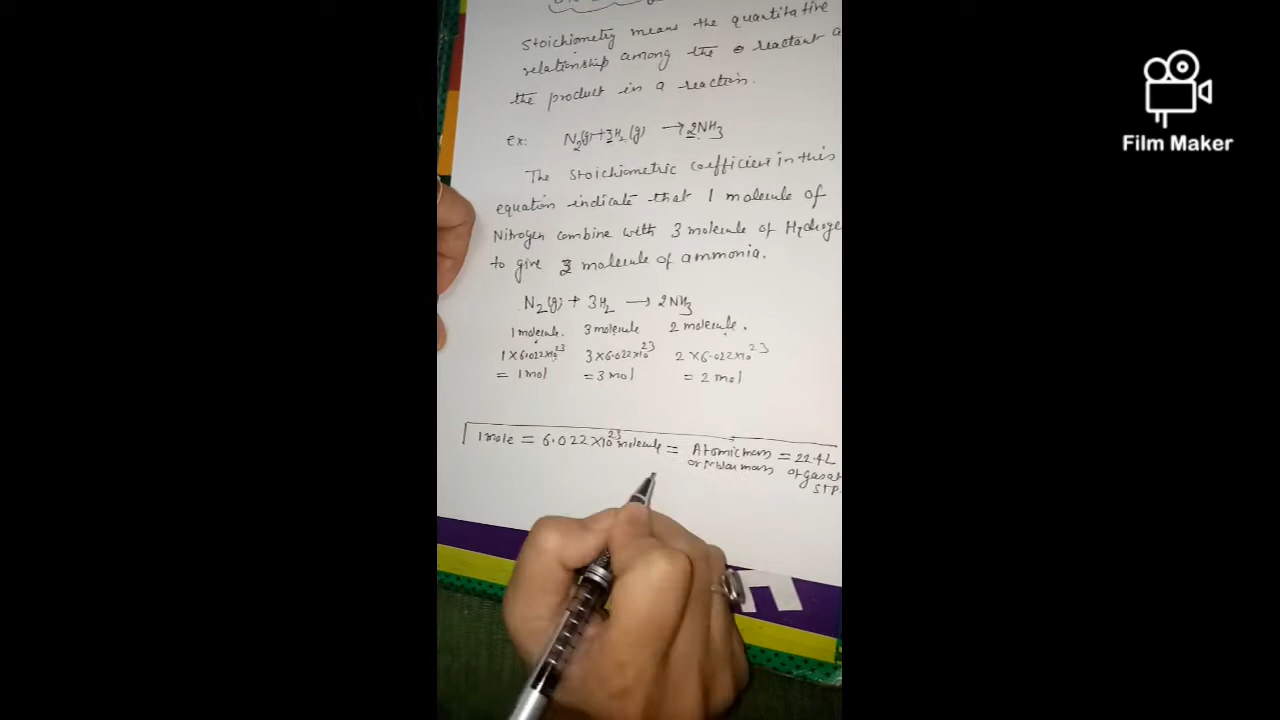 Stoichiometry means the quantitative
relationship among the reactant a
the product in a reaction.
ex: N2(g)+3H2(g) → 2NH3
The stoichiometric coefficient in this
equation indicate that 1 molecule of
Nitrogen combine with 3 molecule of Hydroge
to give 2 molecule of ammonia.
N2(g) + 3H2 → 2NH3
1 molecule. 3 molecule 2 molecule.
1×6.022×10^23 3×6.022×10^23 2×6.022×10^23
= 1 mol = 3 mol = 2 mol
1 mole = 6.022×10^23 molecule = Atomic mass = 22.4L
or Molar mass of gas at
STP
Film Maker